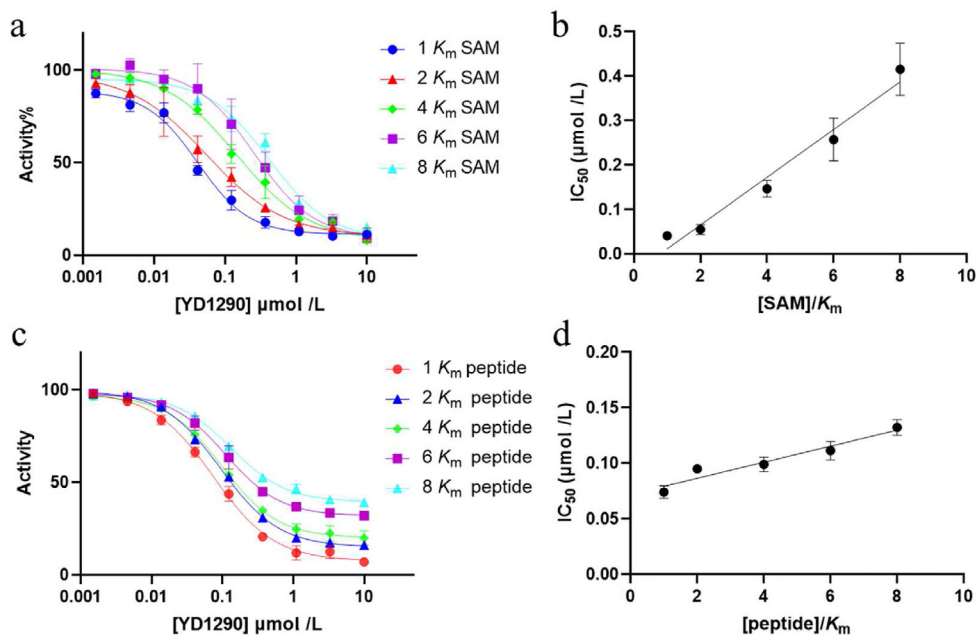 a
Activity%
100
50
0
0.001 0.01 0.1 1 10
[YD1290] μmol /L
1 Km SAM
2 Km SAM
4 Km SAM
6 Km SAM
8 Km SAM
b
IC50 (μmol /L)
0.5
0.4
0.3
0.2
0.1
0.0
0 2 4 6 8 10
[SAM]/Km
c
Activity
100
50
0
0.001 0.01 0.1 1 10
[YD1290] μmol /L
1 Km peptide
2 Km peptide
4 Km peptide
6 Km peptide
8 Km peptide
d
IC50 (μmol /L)
0.20
0.15
0.10
0.05
0.00
0 2 4 6 8 10
[peptide]/Km